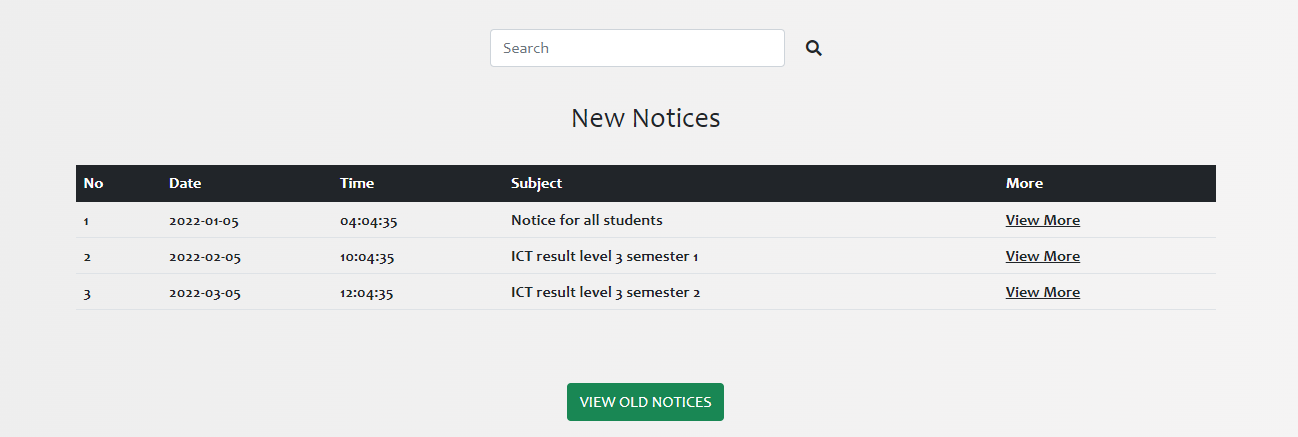 Search
New Notices
No Date Time Subject More
1 2022-01-05 04:04:35 Notice for all students View More
2 2022-02-05 10:04:35 ICT result level 3 semester 1 View More
3 2022-03-05 12:04:35 ICT result level 3 semester 2 View More
VIEW OLD NOTICES